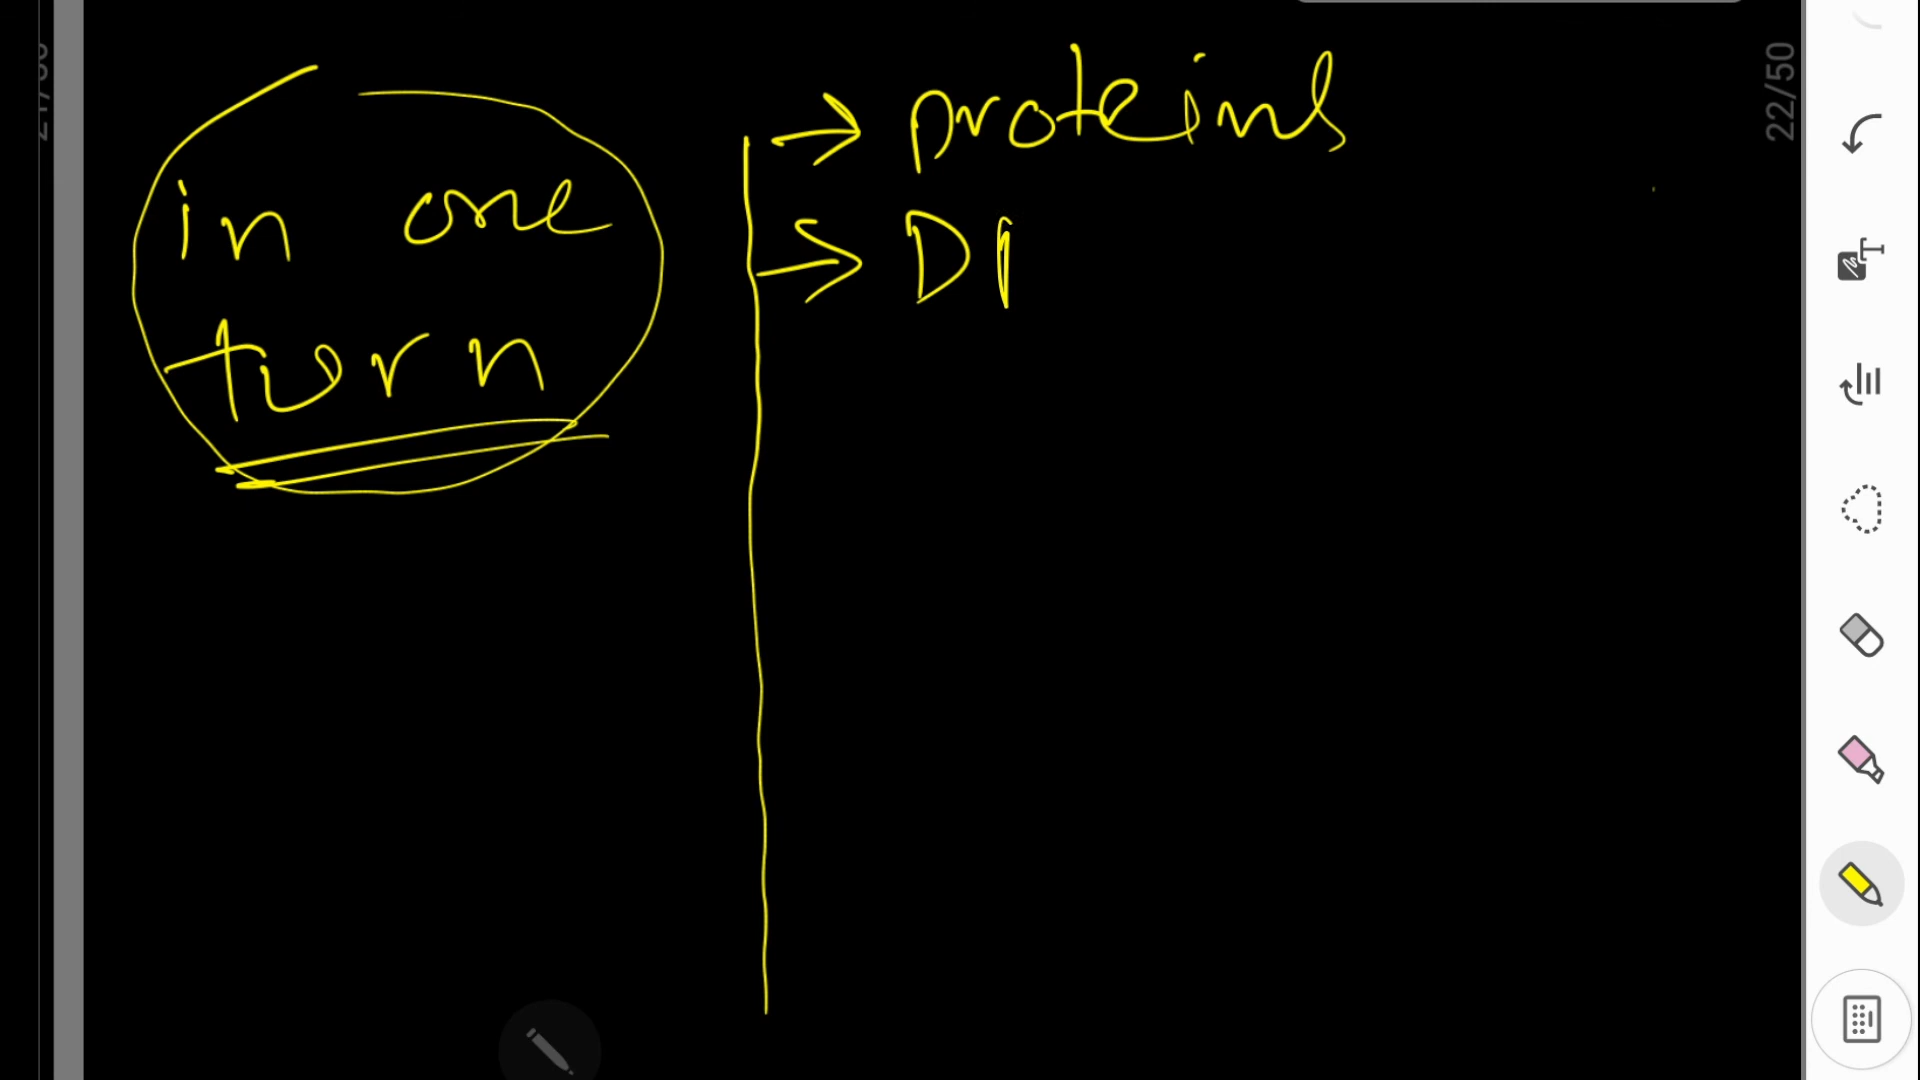 in one
turn
→ proteins
→ DI
22/50